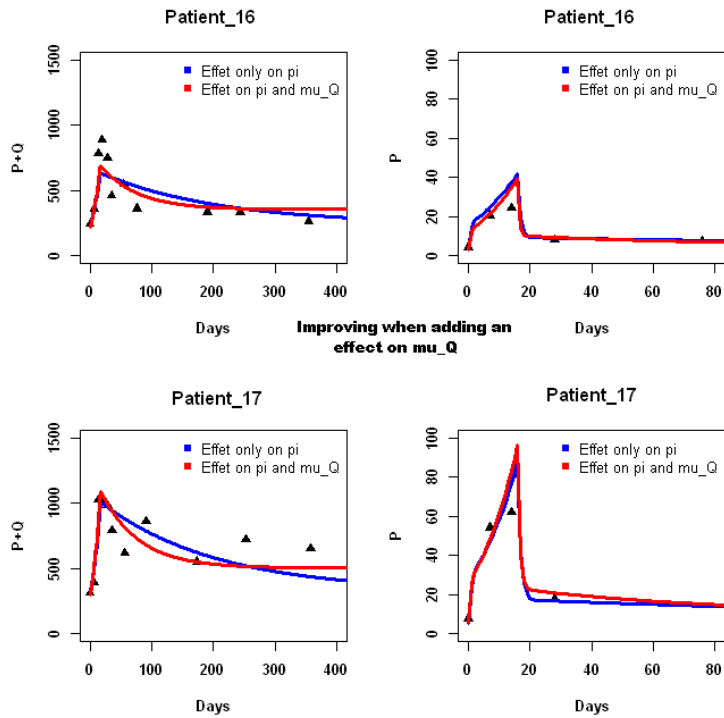 Patient_16
Patient_16
P+Q
1500
1000
500
0
Effet only on pi
Effet on pi and mu_Q
0 100 200 300 400
Days
P
100
80
60
40
20
0
Effet only on pi
Effet on pi and mu_Q
0 20 40 60 80
Days
Improving when adding an
effect on mu_Q
Patient_17
Patient_17
P+Q
1500
1000
500
0
Effet only on pi
Effet on pi and mu_Q
0 100 200 300 400
Days
P
100
80
60
40
20
0
Effet only on pi
Effet on pi and mu_Q
0 20 40 60 80
Days